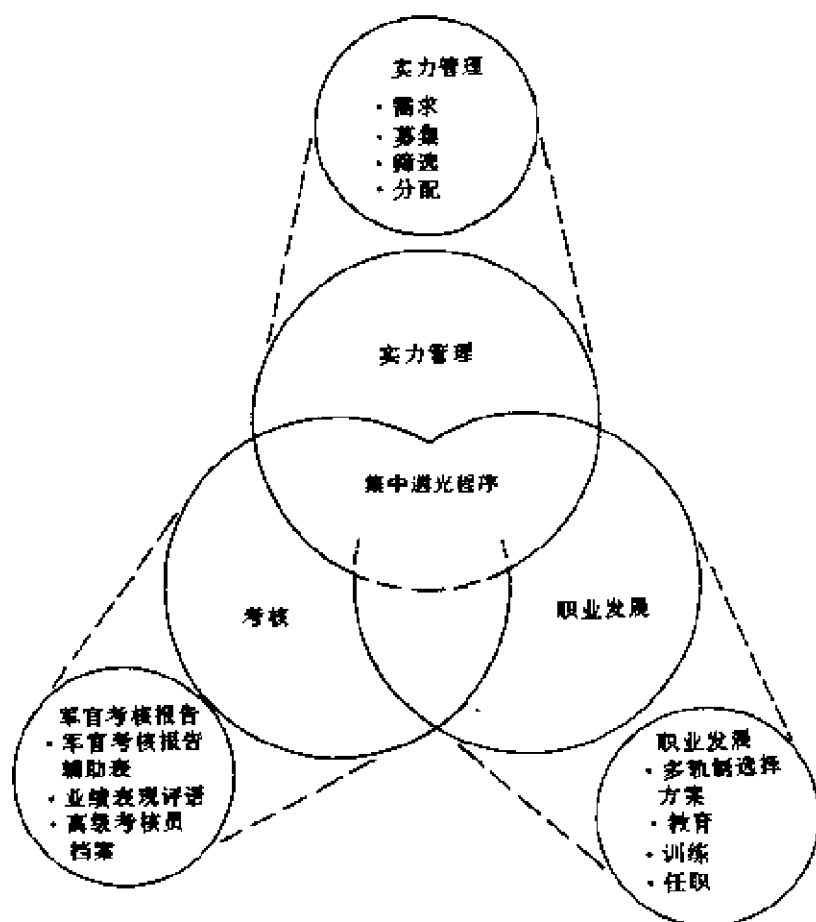 实力管理
· 需求
· 募集
· 筛选
· 分配
实力管理
集中遴光程序
考核
职业发展
军官考核报告
· 军官考核报告
辅助表
· 业绩表现评语
· 高级考核员
档案
职业发展
· 多轨制选择
方案
· 教育
· 训练
· 任职